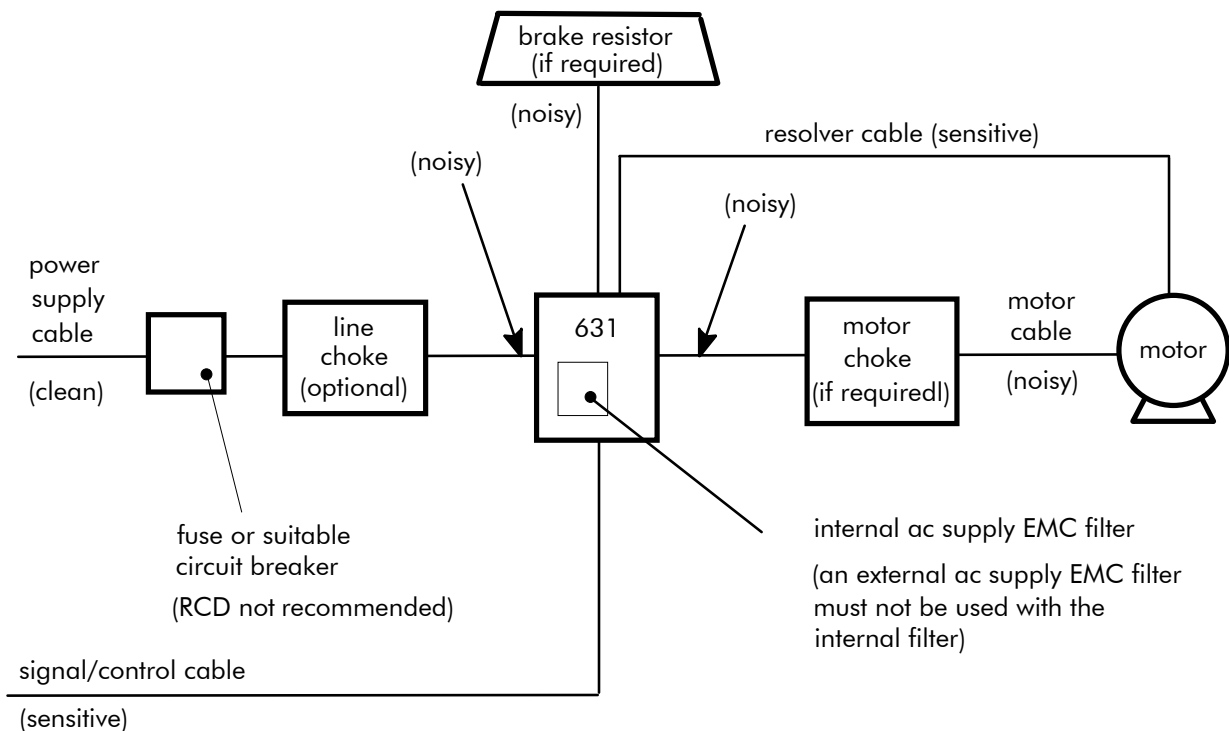 brake resistor
(if required)
(noisy)
resolver cable (sensitive)
(noisy)
(noisy)
power
supply
cable
(clean)
line
choke
(optional)
631
motor
choke
(if requiredl)
motor
cable
(noisy)
motor
fuse or suitable
circuit breaker
(RCD not recommended)
internal ac supply EMC filter
(an external ac supply EMC filter
must not be used with the
internal filter)
signal/control cable
(sensitive)